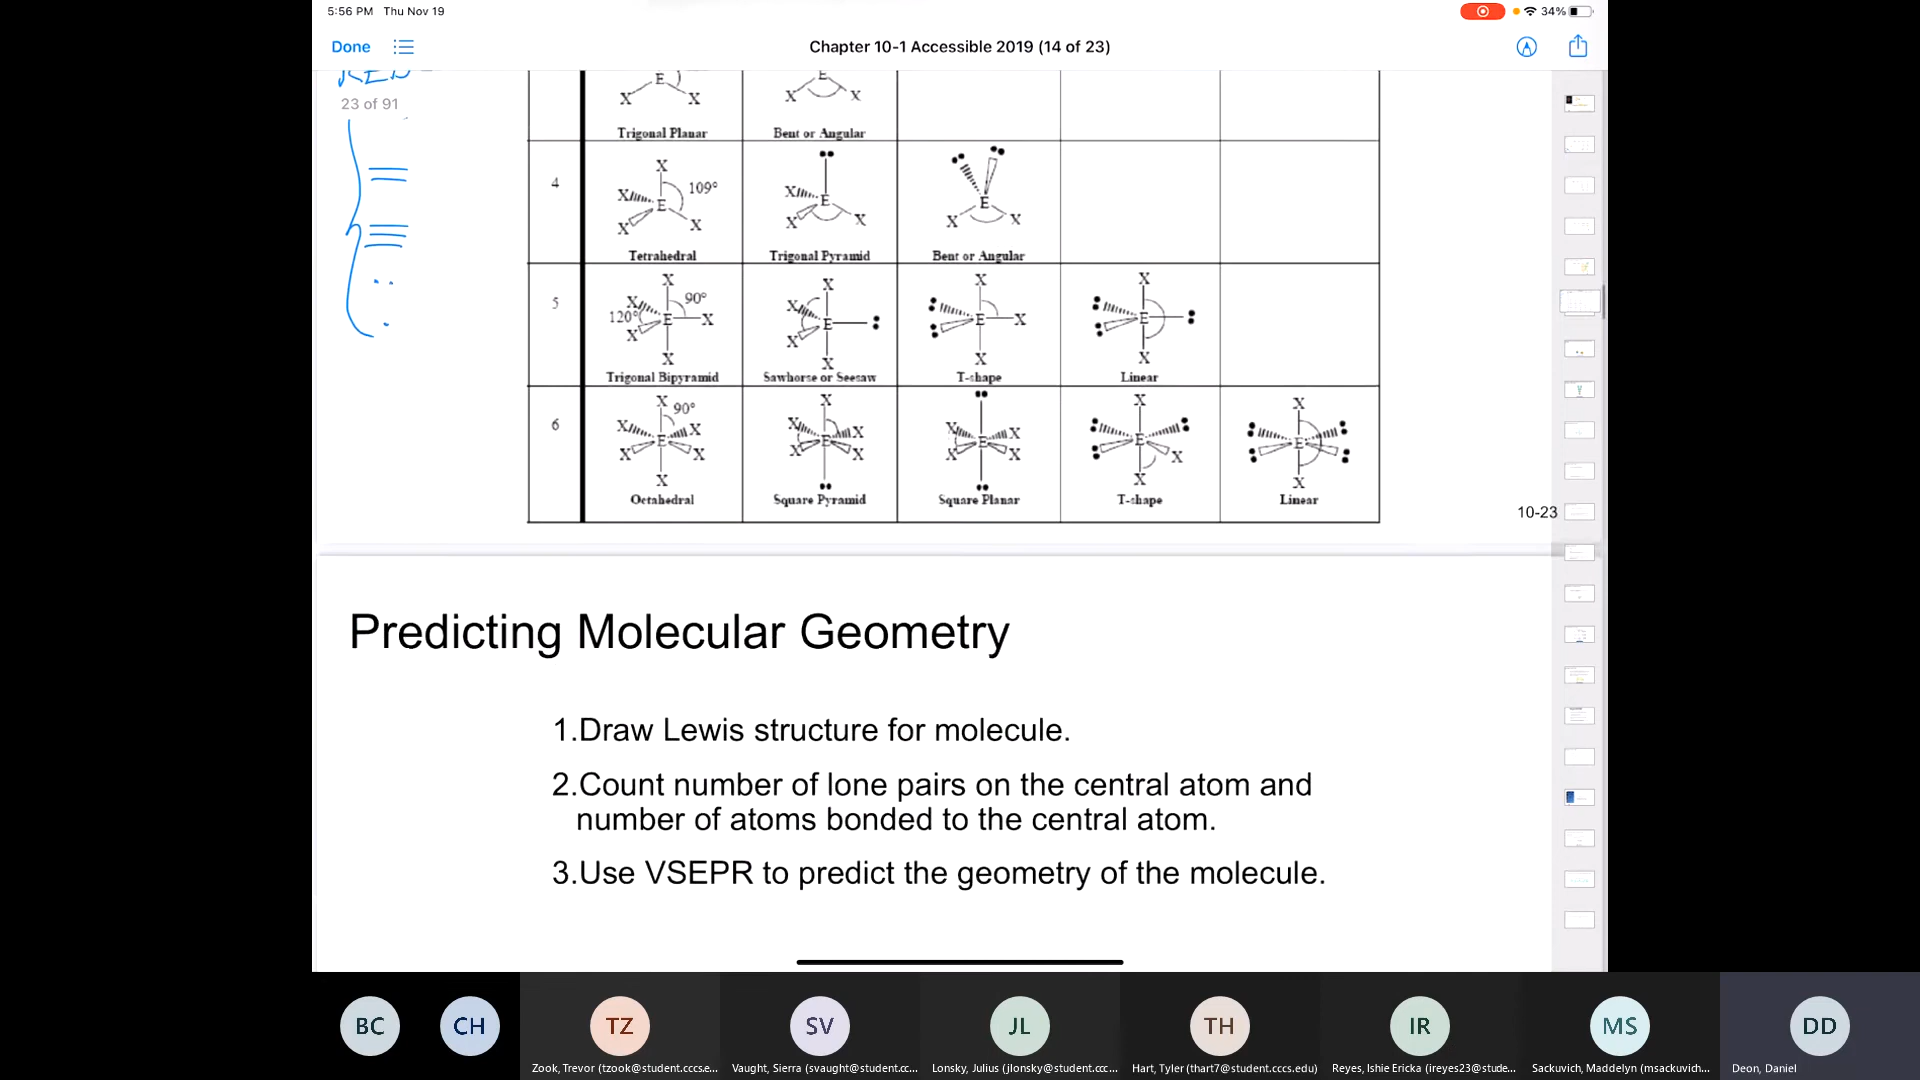 5:56 PM Thu Nov 19
34%
Done
Chapter 10-1 Accessible 2019 (14 of 23)
RED
23 of 91
E
X X
Trigonal Planar
E
X X
Bent or Angular
4
X
X E 109°
X X
Tetrahedral
X E
X X
Trigonal Pyramid
E
X X
Bent or Angular
5
X
X 90°
120° E X
X
X
Trigonal Bipyramid
X
X
E
X
X
Sawhorse or Seesaw
X
E X
X
T-shape
X
E
X
Linear
6
X 90°
X E X
X X
X
Octahedral
X
X E X
X X
Square Pyramid
X E X
X X
Square Planar
X
E
X
X
T-shape
X
E
X
Linear
10-23
Predicting Molecular Geometry
1.Draw Lewis structure for molecule.
2.Count number of lone pairs on the central atom and
number of atoms bonded to the central atom.
3.Use VSEPR to predict the geometry of the molecule.
BC CH TZ SV JL TH IR MS DD
Zook, Trevor (tzook@student.cccs.e... Vaught, Sierra (svaught@student.cc... Lonsky, Julius (jlonsky@student.ccc... Hart, Tyler (thart7@student.cccs.edu) Reyes, Ishie Ericka (ireyes23@stude... Sackuvich, Maddelyn (msackuvich... Deon, Daniel